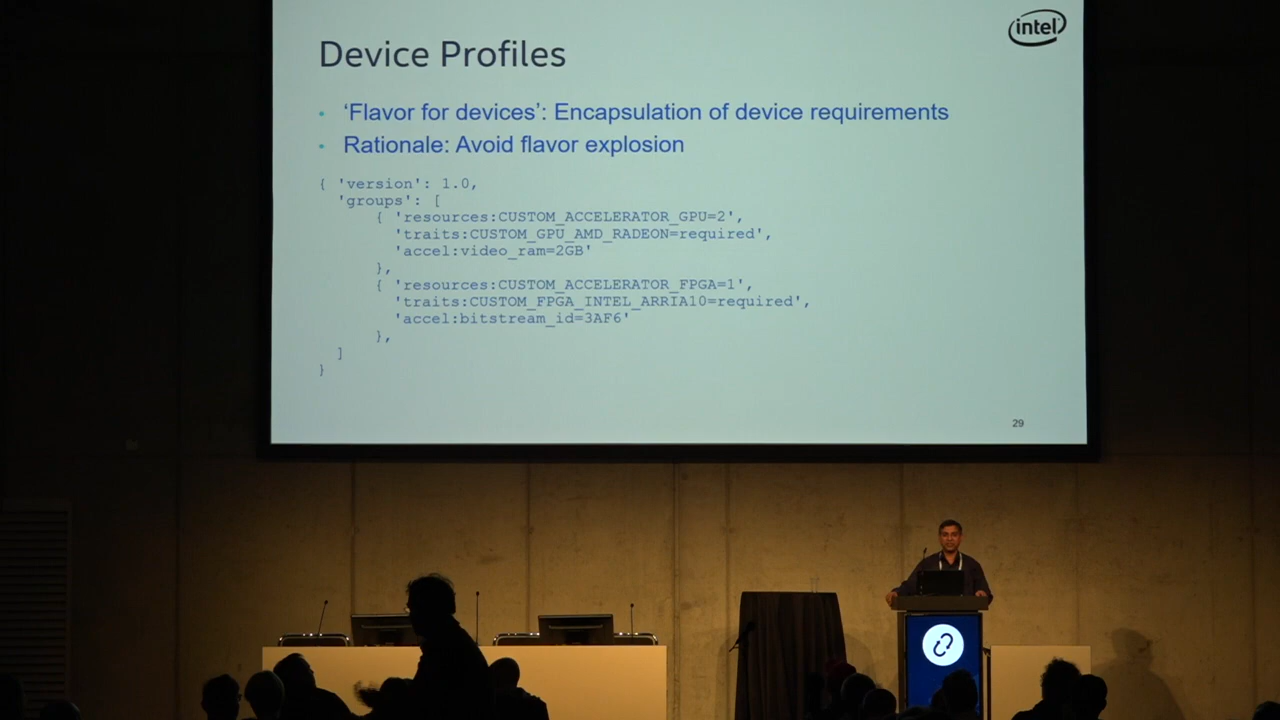 intel
Device Profiles
• ‘Flavor for devices’: Encapsulation of device requirements
• Rationale: Avoid flavor explosion
{ 'version': 1.0,
'groups': [
{ 'resources:CUSTOM_ACCELERATOR_GPU=2',
'traits:CUSTOM_GPU_AMD_RADEON=required',
'accel:video_ram=2GB'
},
{ 'resources:CUSTOM_ACCELERATOR_FPGA=1',
'traits:CUSTOM_FPGA_INTEL_ARRIA10=required',
'accel:bitstream_id=3AF6'
},
]
}
29